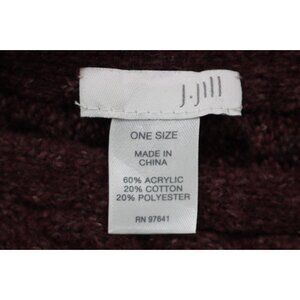 J.Jill
ONE SIZE
MADE IN
CHINA
60% ACRYLIC
20% COTTON
20% POLYESTER
RN 97641